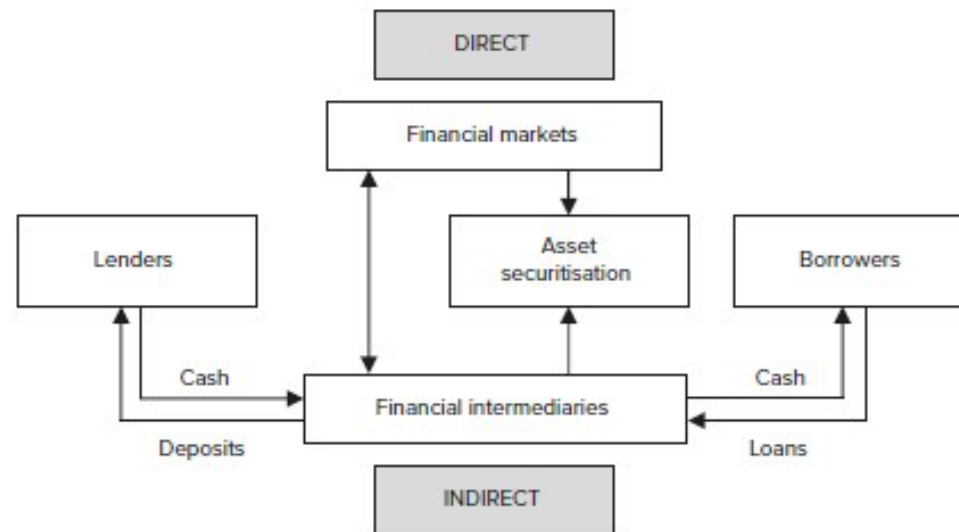 DIRECT
Financial markets
Lenders
Asset
securitisation
Borrowers
Cash
Cash
Financial intermediaries
Deposits
Loans
INDIRECT